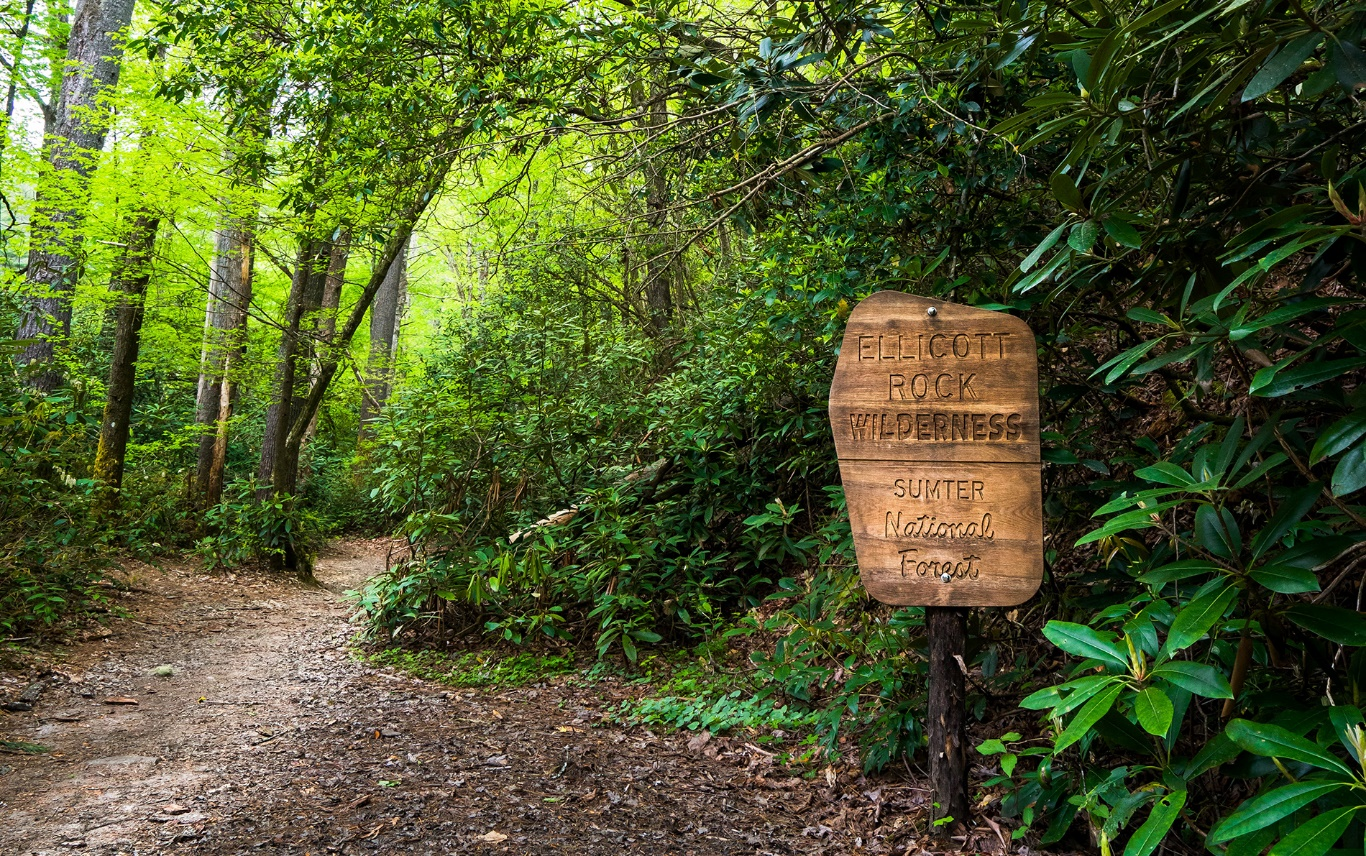 ELLICOTT
ROCK
WILDERNESS
SUMTER
National
Forest